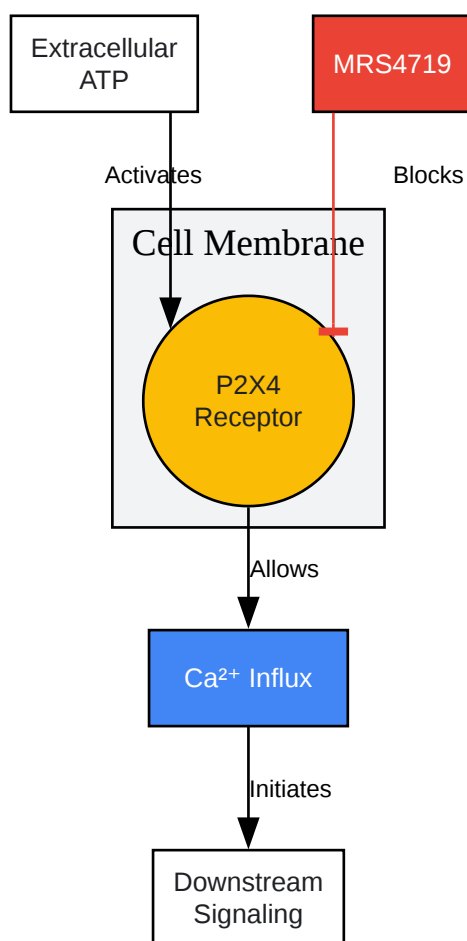 Extracellular
ATP
MRS4719
Activates
Blocks
Cell Membrane
P2X4
Receptor
Allows
Ca²⁺ Influx
Initiates
Downstream
Signaling